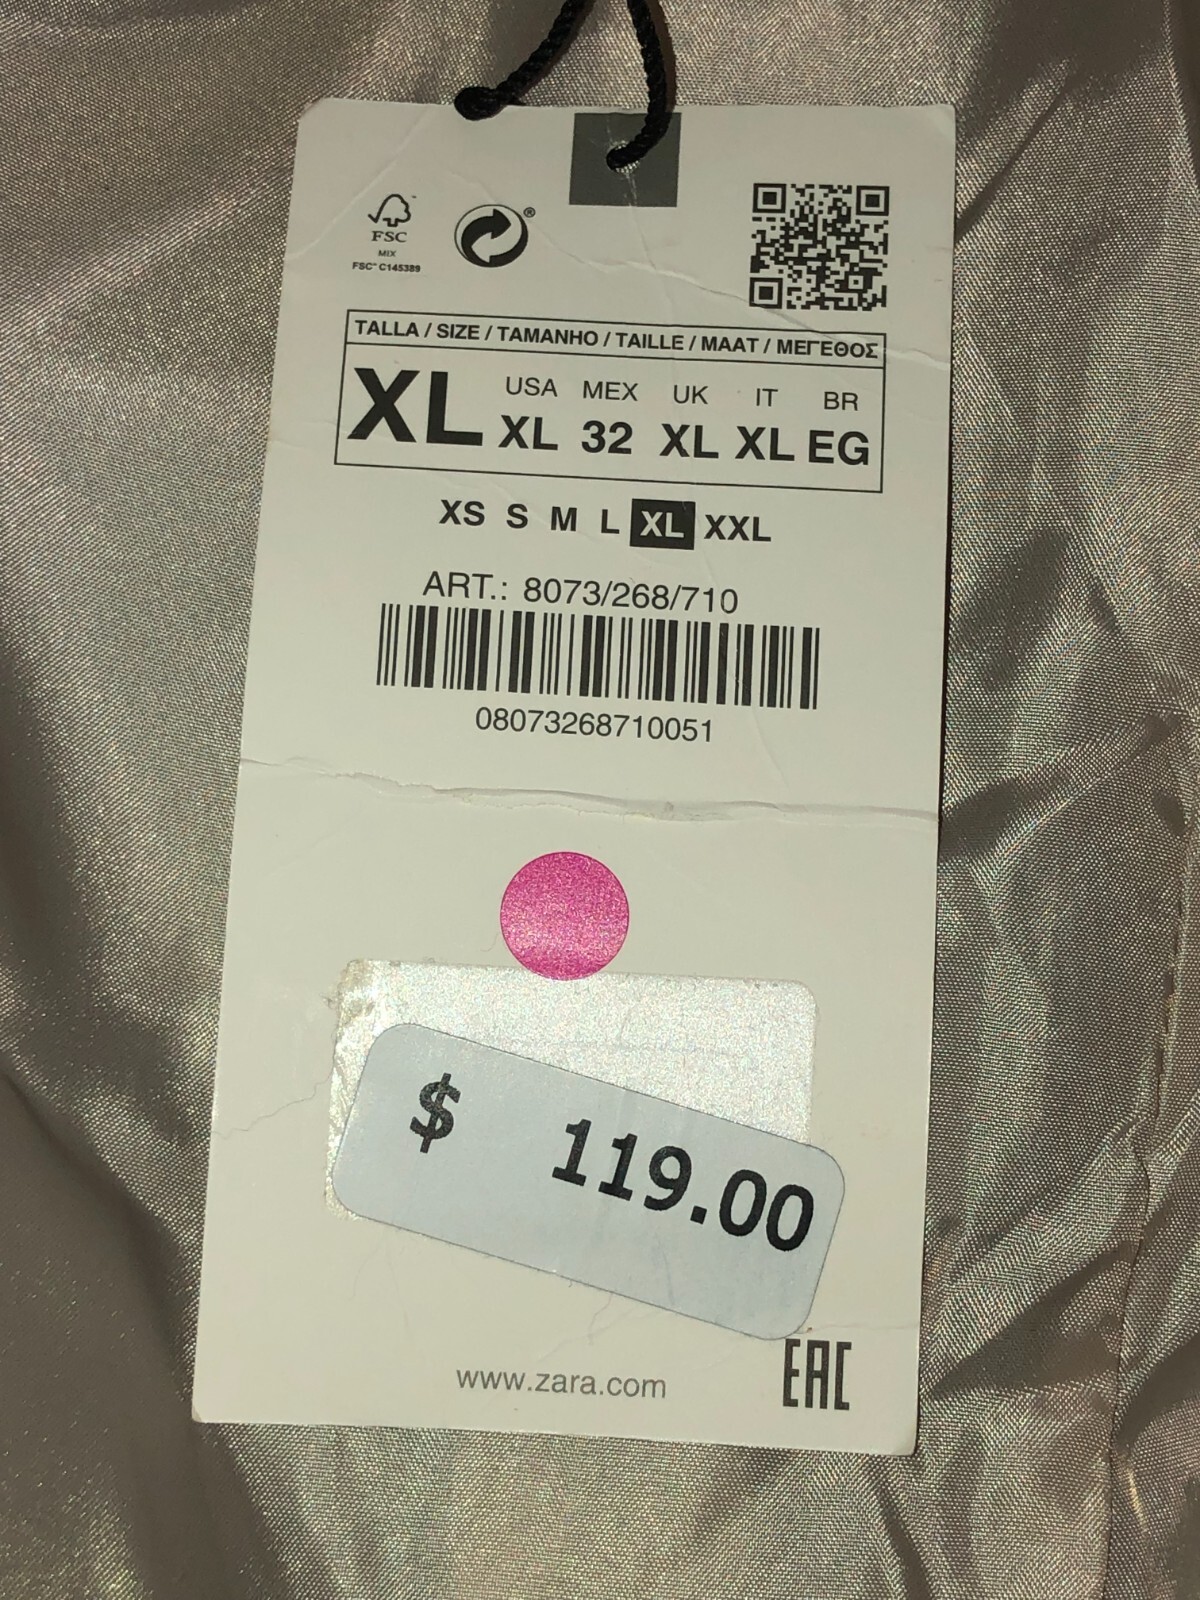 FSC
MIX
FSC™ C145389
®
TALLA / SIZE / TAMANHO / TAILLE / MAAT / ΜΕΓΕΘΟΣ
USA MEX UK IT BR
XL XL 32 XL XL EG
XS S M L XL XXL
ART.: 8073/268/710
08073268710051
$ 119.00
www.zara.com
EAC